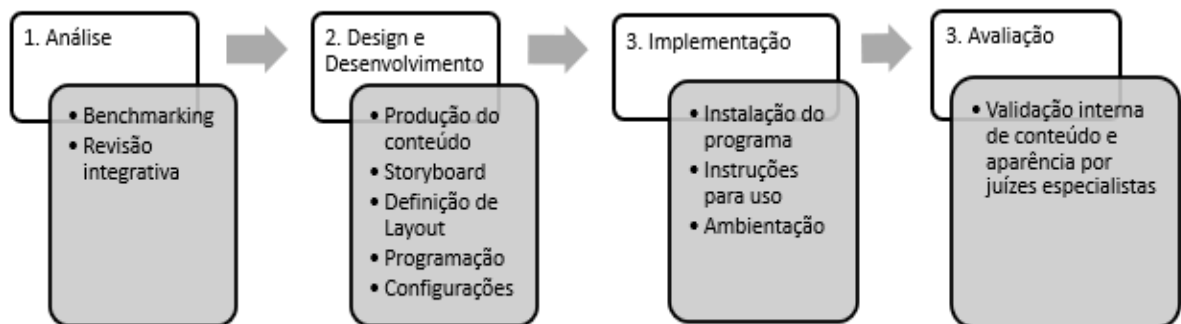 1. Análise
• Benchmarking
• Revisão
integrativa
2. Design e
Desenvolvimento
• Produção do
conteúdo
• Storyboard
• Definição de
Layout
• Programação
• Configurações
3. Implementação
• Instalação do
programa
• Instruções
para uso
• Ambientação
3. Avaliação
• Validação interna
de conteúdo e
aparência por
juízes especialistas